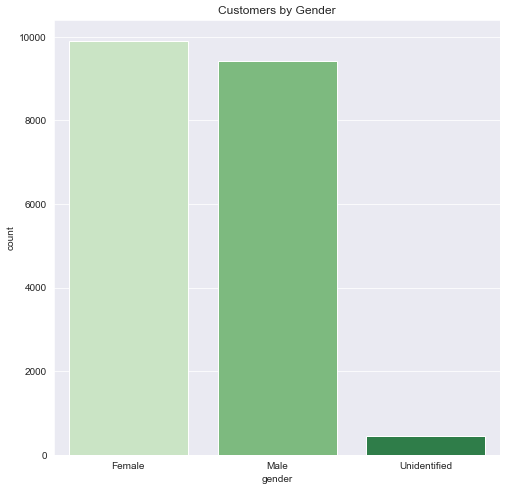 Customers by Gender
10000
8000
6000
4000
2000
0
count
Female Male Unidentified
gender